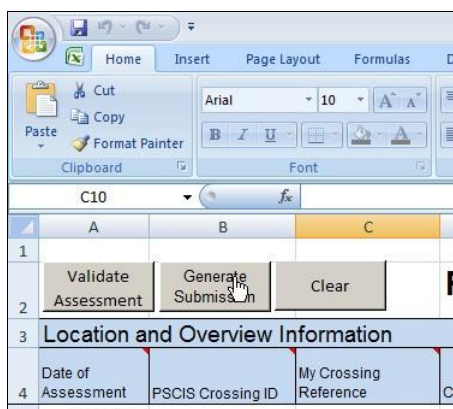 Home Insert Page Layout Formulas
Cut
Copy
Format Painter
Paste
Clipboard
Arial 10 A A
B I U A
Font
C10 fx
A B C
1
2
Validate Assessment
Generate Submission
Clear
3 Location and Overview Information
4
Date of Assessment
PSCIS Crossing ID
My Crossing Reference